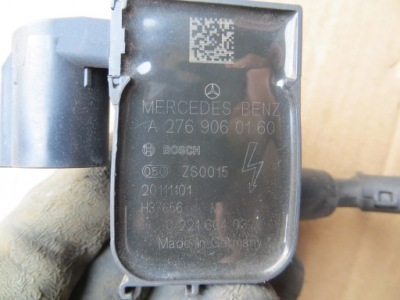 MERCEDES-BENZ
A 276 906 01 60
BOSCH
ZS0015
20111101
Made in Germany